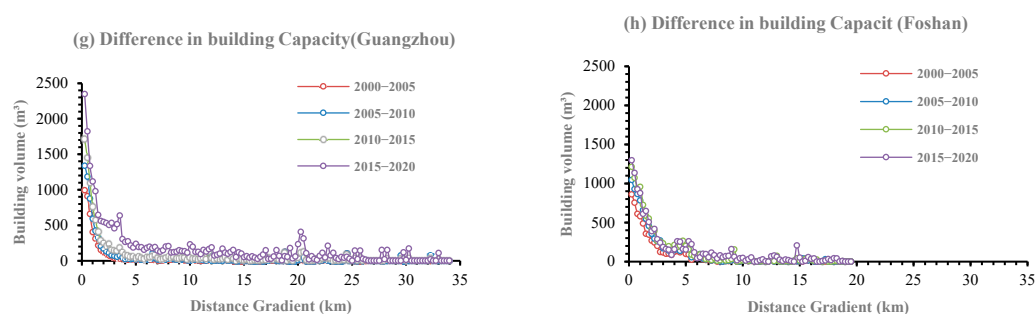 (g) Difference in building Capacity(Guangzhou)
2500
2000
1500
1000
500
0
Building volume (m³)
2000−2005
2005−2010
2010−2015
2015−2020
0 5 10 15 20 25 30 35
Distance Gradient (km)
(h) Difference in building Capacit (Foshan)
2500
2000
1500
1000
500
0
Building volume (m³)
2000−2005
2005−2010
2010−2015
2015−2020
0 5 10 15 20 25 30 35
Distance Gradient (km)